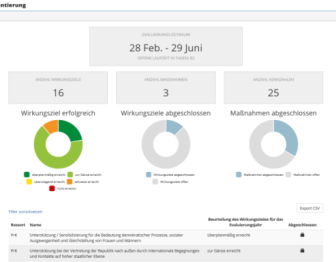 entierung
EVALUIERUNGSZEITRAUM
28 Feb. - 29 Juni
ANZAHL WIRKUNGSZIELE
16
ANZAHL MASSNAHMEN
3
ANZAHL KENNZAHLEN
25
Wirkungsziel erfolgreich
Wirkungsziele abgeschlossen
Maßnahmen abgeschlossen
überplanmäßig erreicht
zur Gänze erreicht
überwiegend erreicht
teilweise erreicht
nicht erreicht
Wirkungsziele abgeschlossen
Wirkungsziele offen
Maßnahmen abgeschlossen
Maßnahmen offen
Filter zurücksetzen
Export CSV
Ressort
Name
Beurteilung des Wirkungszieles für das Evaluierungsjahr
Abgeschlossen
PrK
Unterstützung / Sensibilisierung für die Bedeutung demokratischer Prozesse, sozialer
Ausgewogenheit und Gleichstellung von Frauen und Männern
überplanmäßig erreicht
PrK
Unterstützung bei der Vertretung der Republik nach außen durch internationale Begegnungen
und Kontakte auf hoher staatlicher Ebene
zur Gänze erreicht